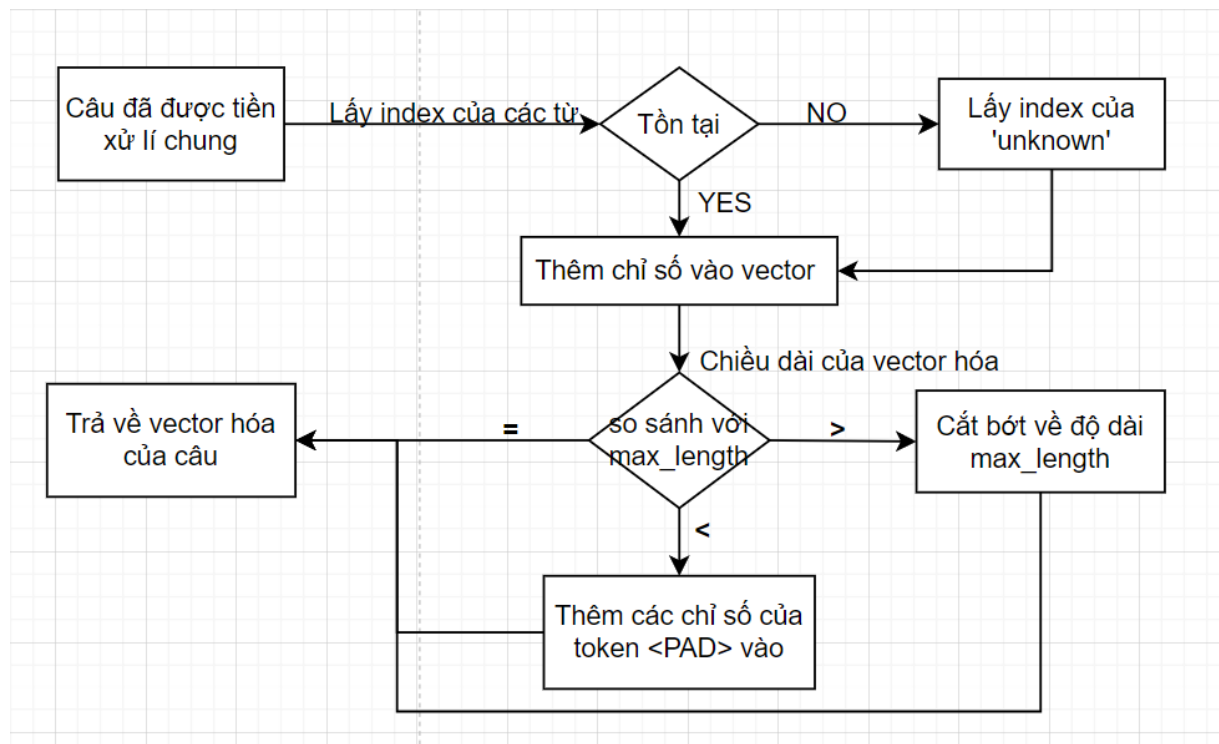 Câu đã được tiền
xử lí chung
Lấy index của các từ
Tồn tại
NO
Lấy index của
'unknown'
YES
Thêm chỉ số vào vector
Chiều dài của vector hóa
Trả về vector hóa
của câu
=
so sánh với
max_length
>
Cắt bớt về độ dài
max_length
<
Thêm các chỉ số của
token <PAD> vào